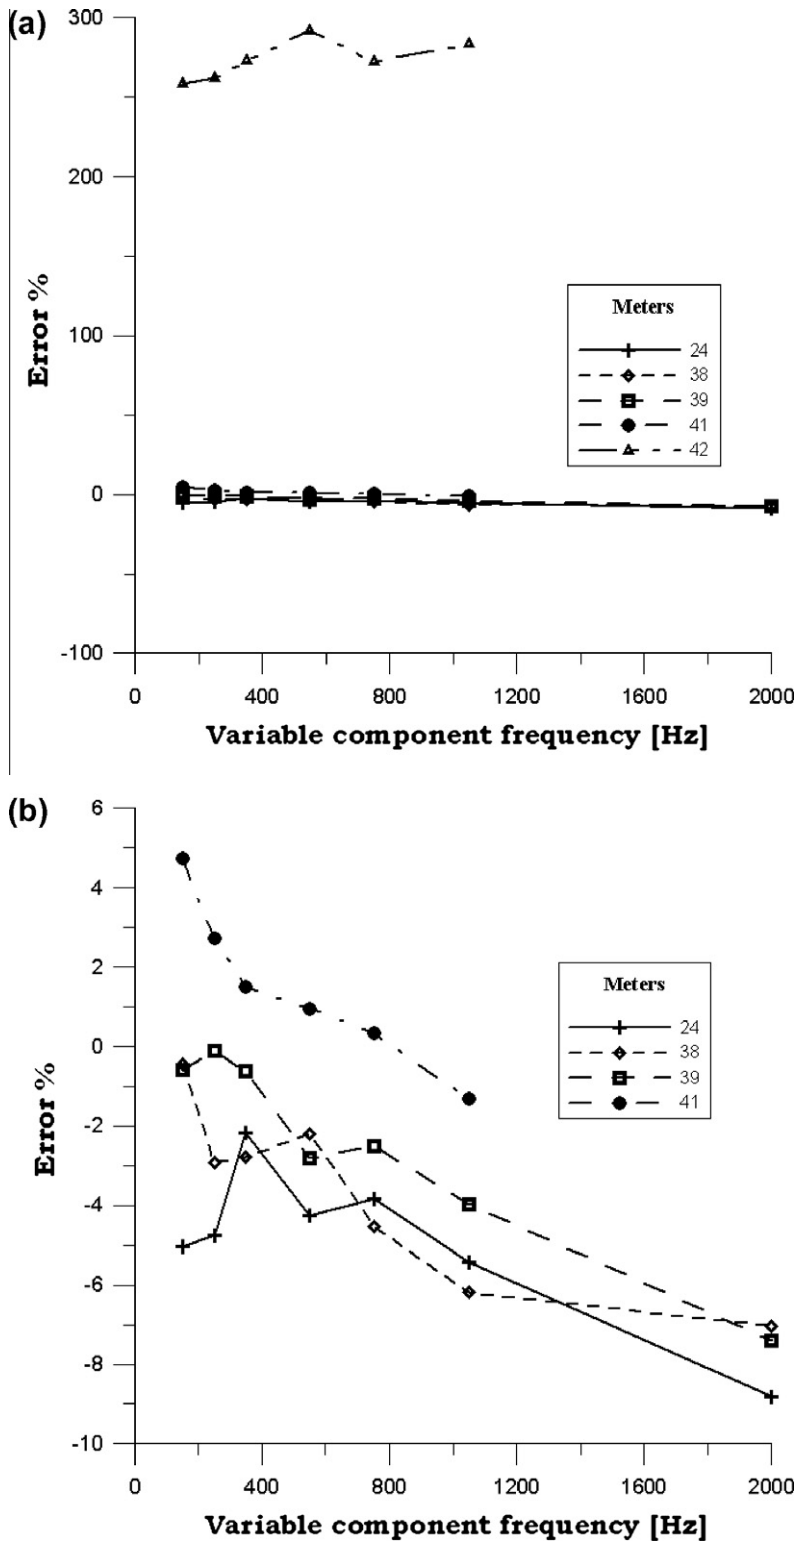 (a)
300
200
100
0
-100
Error %
0 400 800 1200 1600 2000
Variable component frequency [Hz]
Meters
24
38
39
41
42
(b)
6
4
2
0
-2
-4
-6
-8
-10
Error %
0 400 800 1200 1600 2000
Variable component frequency [Hz]
Meters
24
38
39
41